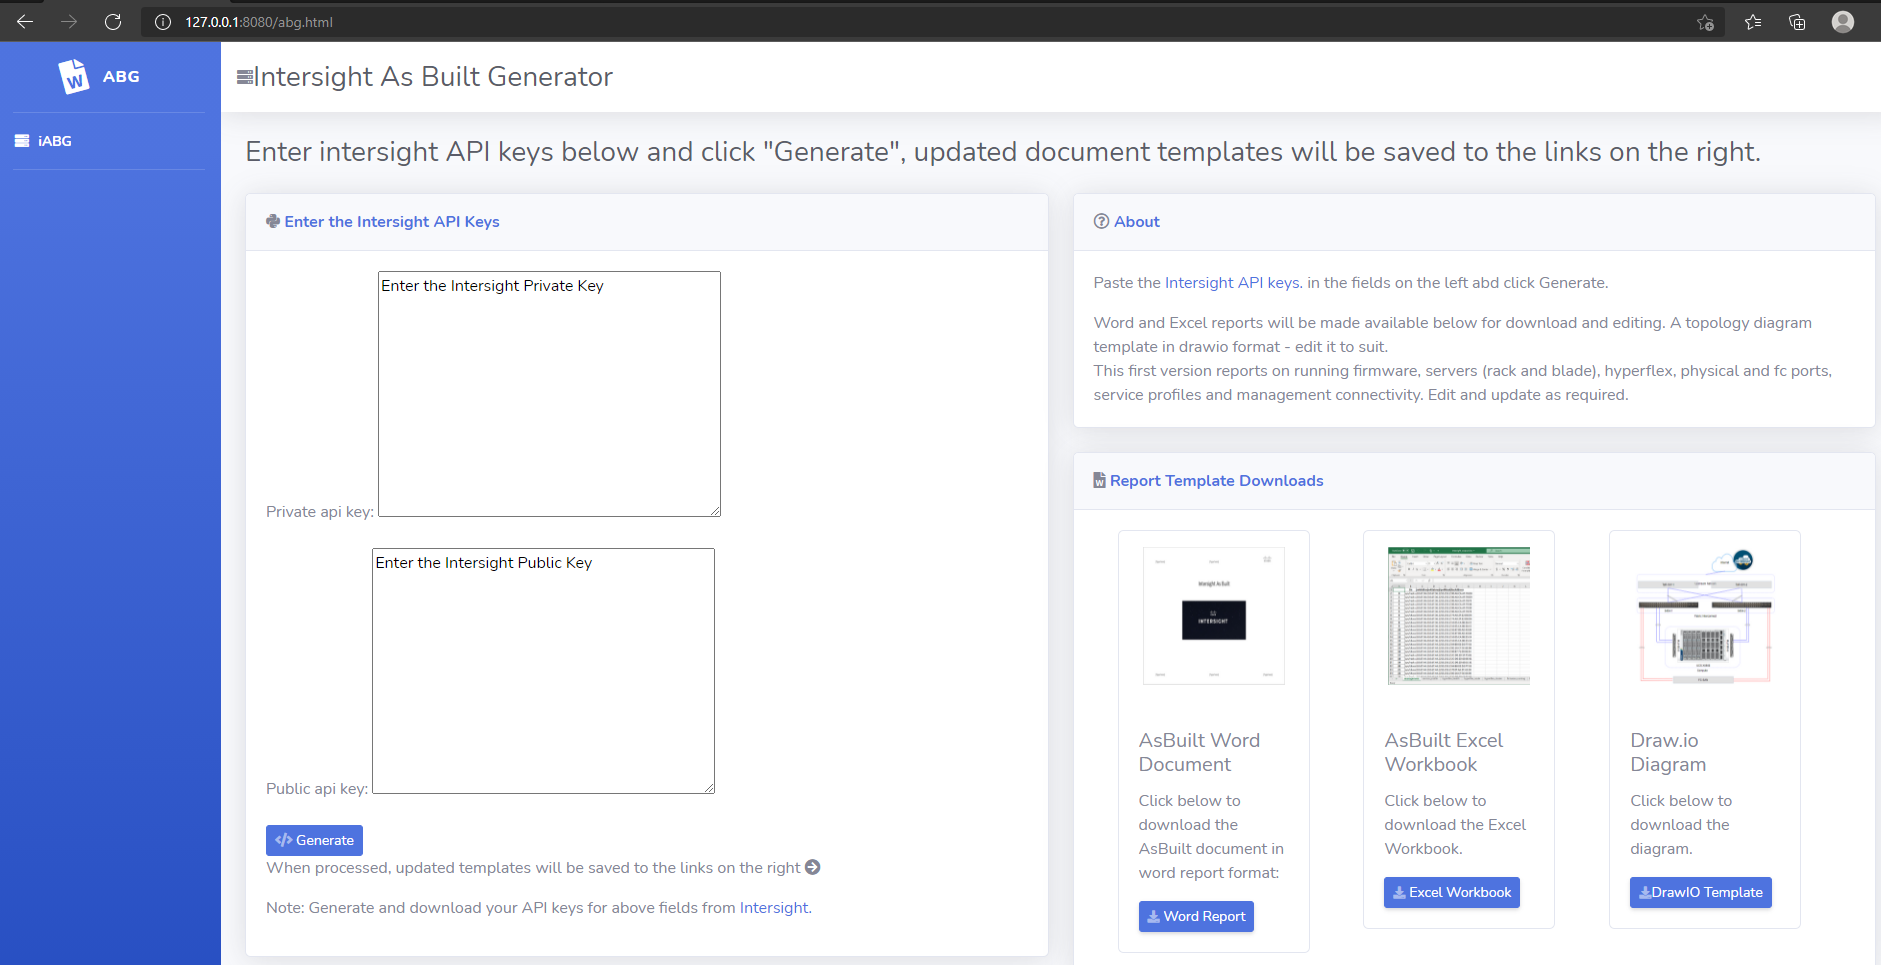 127.0.0.1:8080/abg.html
ABG
Intersight As Built Generator
iABG
Enter intersight API keys below and click "Generate", updated document templates will be saved to the links on the right.
Enter the Intersight API Keys
Enter the Intersight Private Key
Private api key:
Enter the Intersight Public Key
Public api key:
Generate
When processed, updated templates will be saved to the links on the right
Note: Generate and download your API keys for above fields from Intersight.
About
Paste the Intersight API keys. in the fields on the left abd click Generate.
Word and Excel reports will be made available below for download and editing. A topology diagram
template in drawio format - edit it to suit.
This first version reports on running firmware, servers (rack and blade), hyperflex, physical and fc ports,
service profiles and management connectivity. Edit and update as required.
Report Template Downloads
Intersight As Built
INTERSIGHT
AsBuilt Word
Document
Click below to
download the
AsBuilt document in
word report format:
Word Report
AsBuilt Excel
Workbook
Click below to
download the Excel
Workbook.
Excel Workbook
Draw.io
Diagram
Click below to
download the
diagram.
DrawIO Template